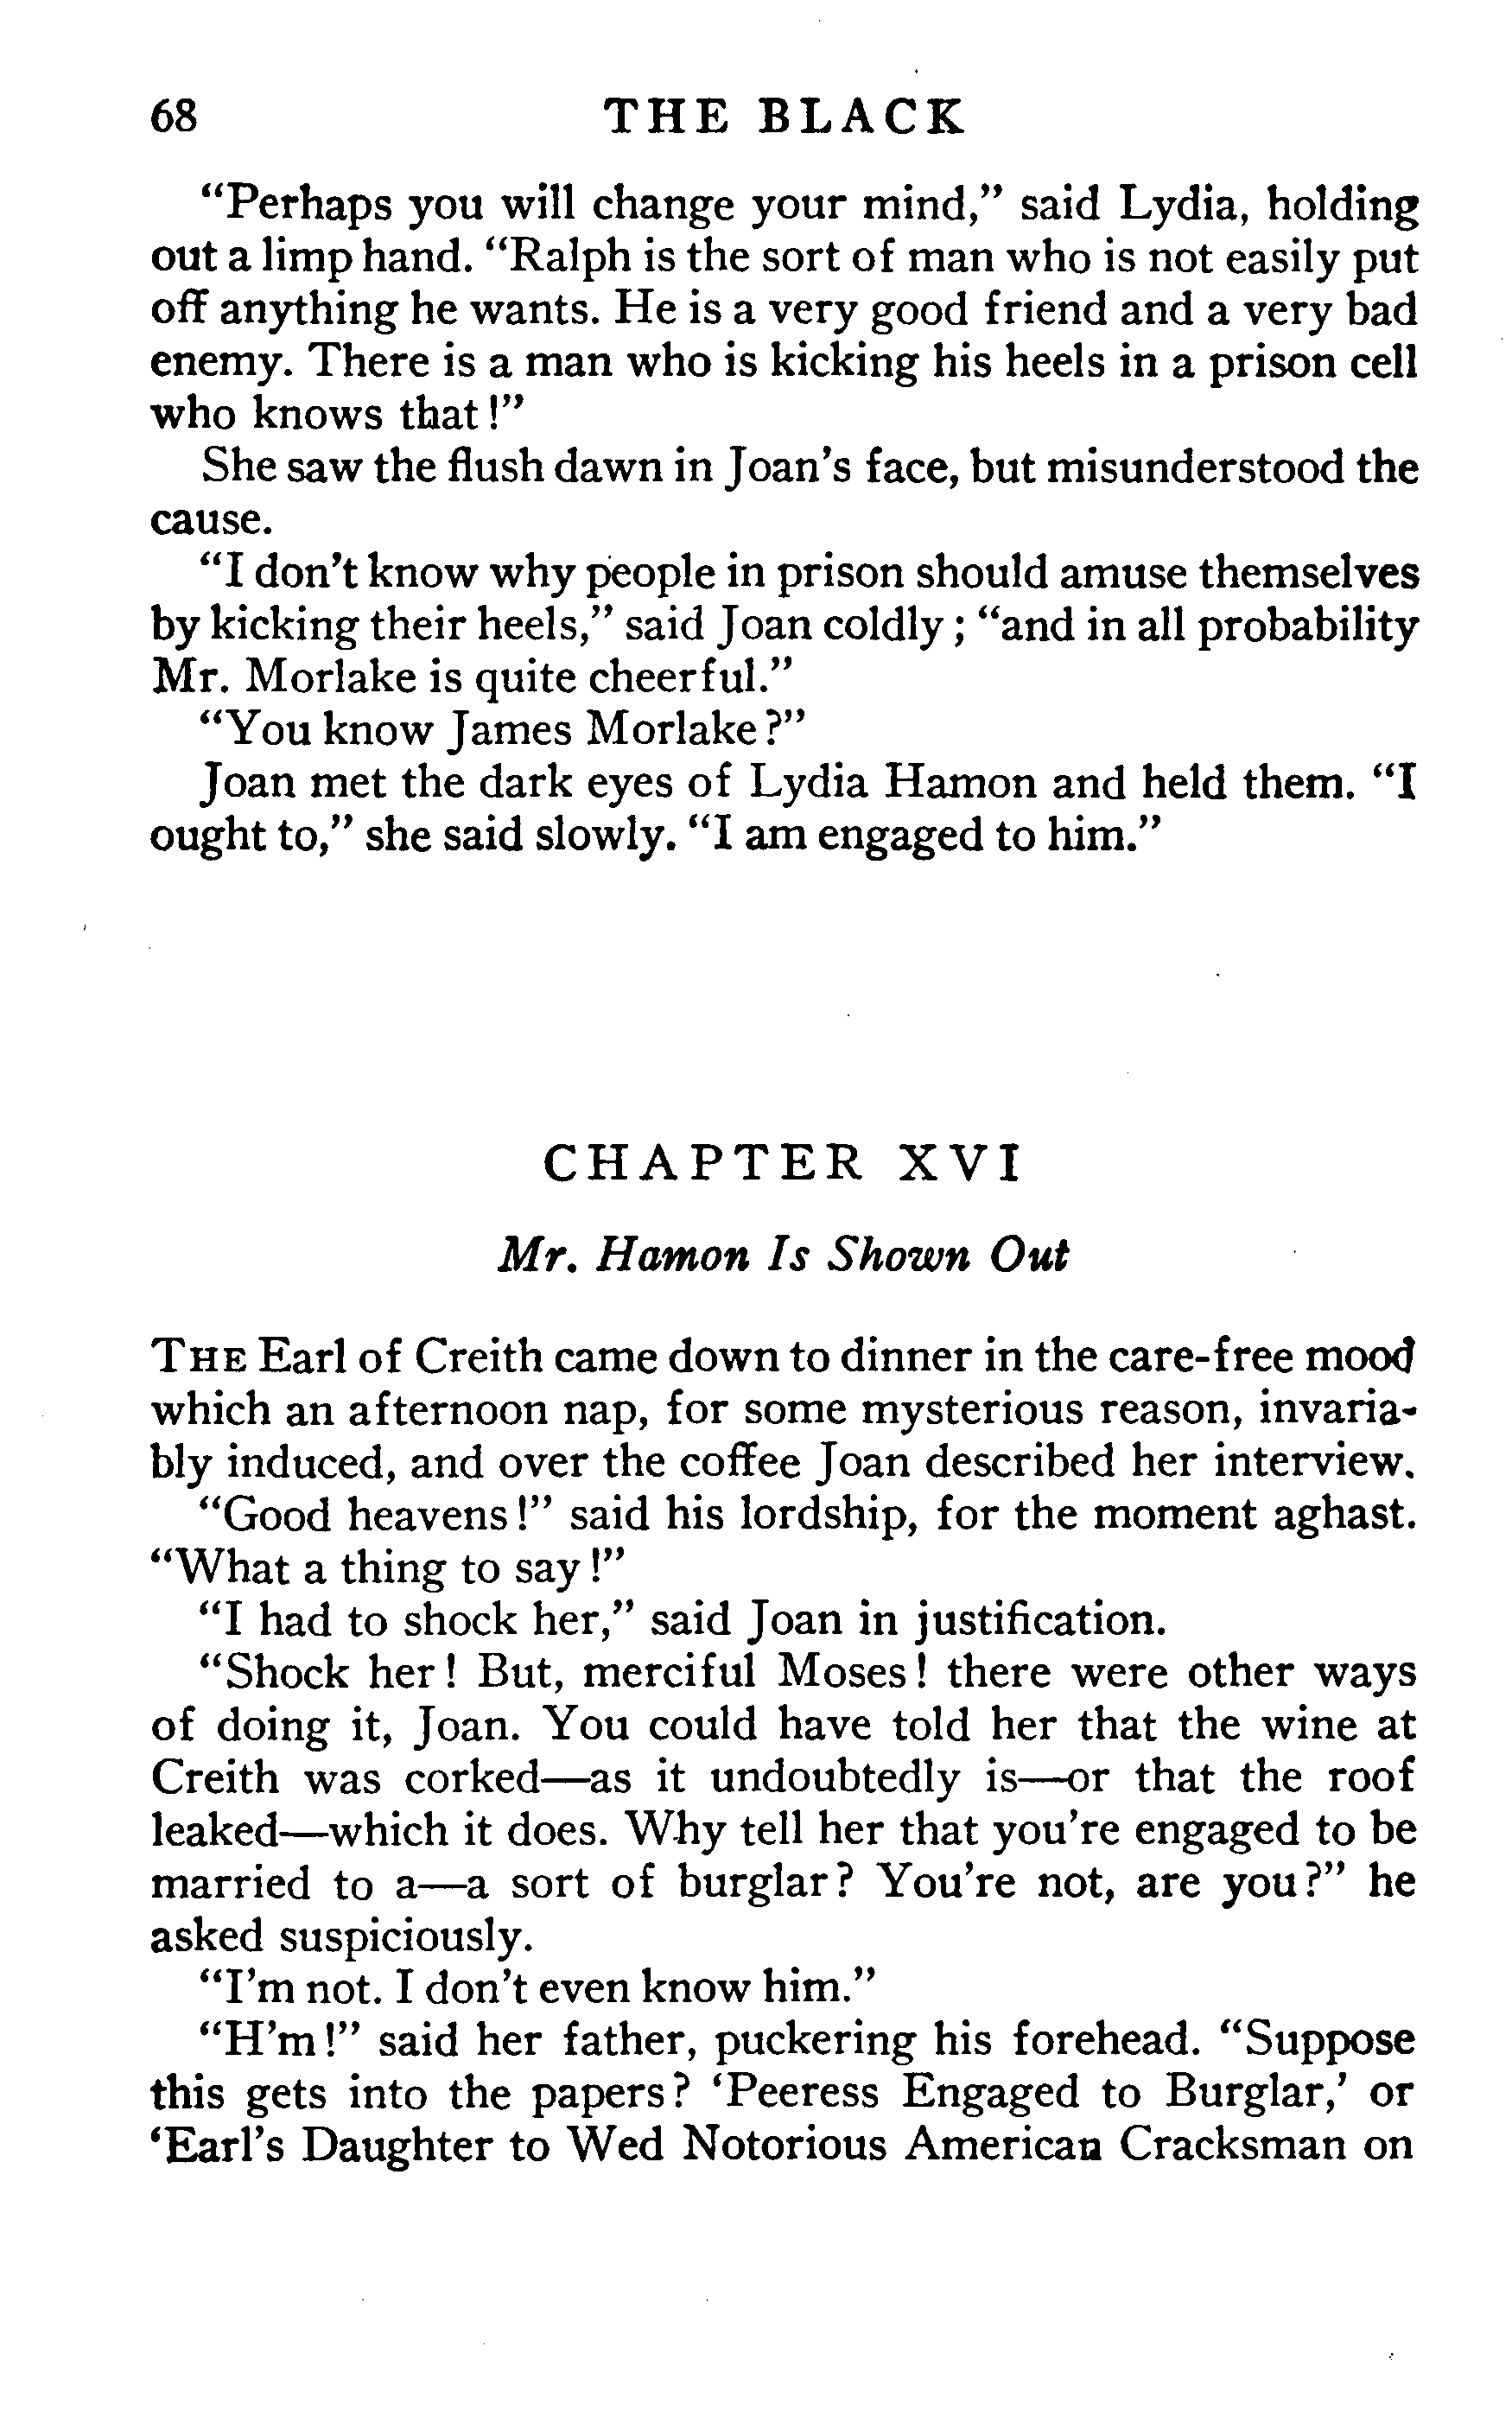 68 THE BLACK
“Perhaps you will change your mind,” said Lydia, holding
out a limp hand. “Ralph is the sort of man who is not easily put
off anything he wants. He is a very good friend and a very bad
enemy. There is a man who is kicking his heels in a prison cell
who knows that!”
She saw the flush dawn in Joan's face, but misunderstood the
cause.
“I don't know why people in prison should amuse themselves
by kicking their heels,” said Joan coldly; “and in all probability
Mr. Morlake is quite cheerful.”
“You know James Morlake?”
Joan met the dark eyes of Lydia Hamon and held them. “I
ought to,” she said slowly. “I am engaged to him.”
CHAPTER XVI
Mr. Hamon Is Shown Out
THE Earl of Creith came down to dinner in the care-free mood
which an afternoon nap, for some mysterious reason, invaria-
bly induced, and over the coffee Joan described her interview.
“Good heavens!” said his lordship, for the moment aghast.
“What a thing to say!”
“I had to shock her,” said Joan in justification.
“Shock her! But, merciful Moses! there were other ways
of doing it, Joan. You could have told her that the wine at
Creith was corked—as it undoubtedly is—or that the roof
leaked—which it does. Why tell her that you're engaged to be
married to a—a sort of burglar? You're not, are you?” he
asked suspiciously.
“I'm not. I don't even know him.”
“H'm!” said her father, puckering his forehead. “Suppose
this gets into the papers? ‘Peeress Engaged to Burglar,’ or
‘Earl's Daughter to Wed Notorious American Cracksman on